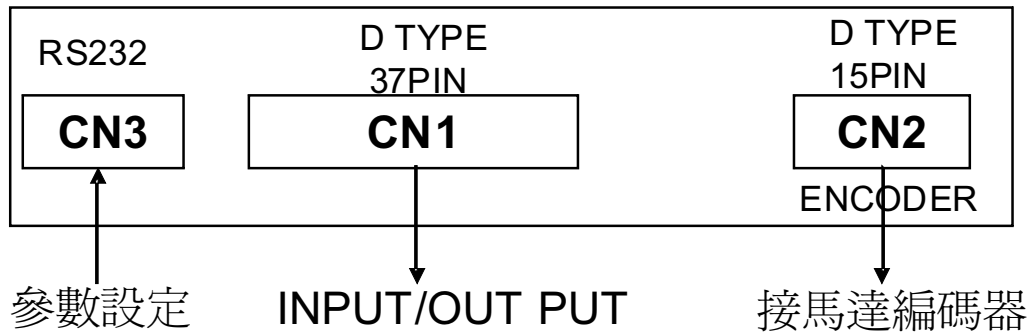 RS232
D TYPE
37PIN
D TYPE
15PIN
CN3
CN1
CN2
ENCODER
參數設定
INPUT/OUT PUT
接馬達編碼器